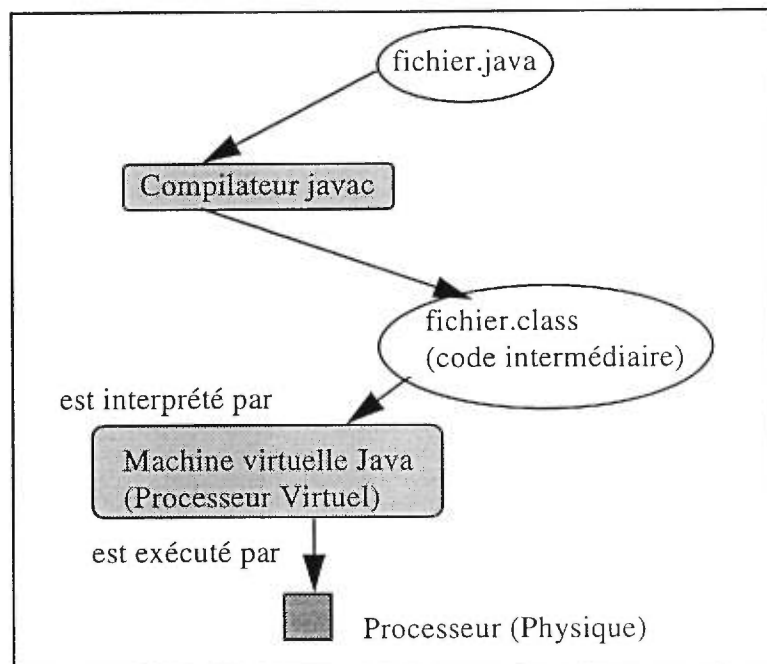 fichier.java
Compilateur javac
fichier.class
(code intermédiaire)
est interprété par
Machine virtuelle Java
(Processeur Virtuel)
est exécuté par
Processeur (Physique)